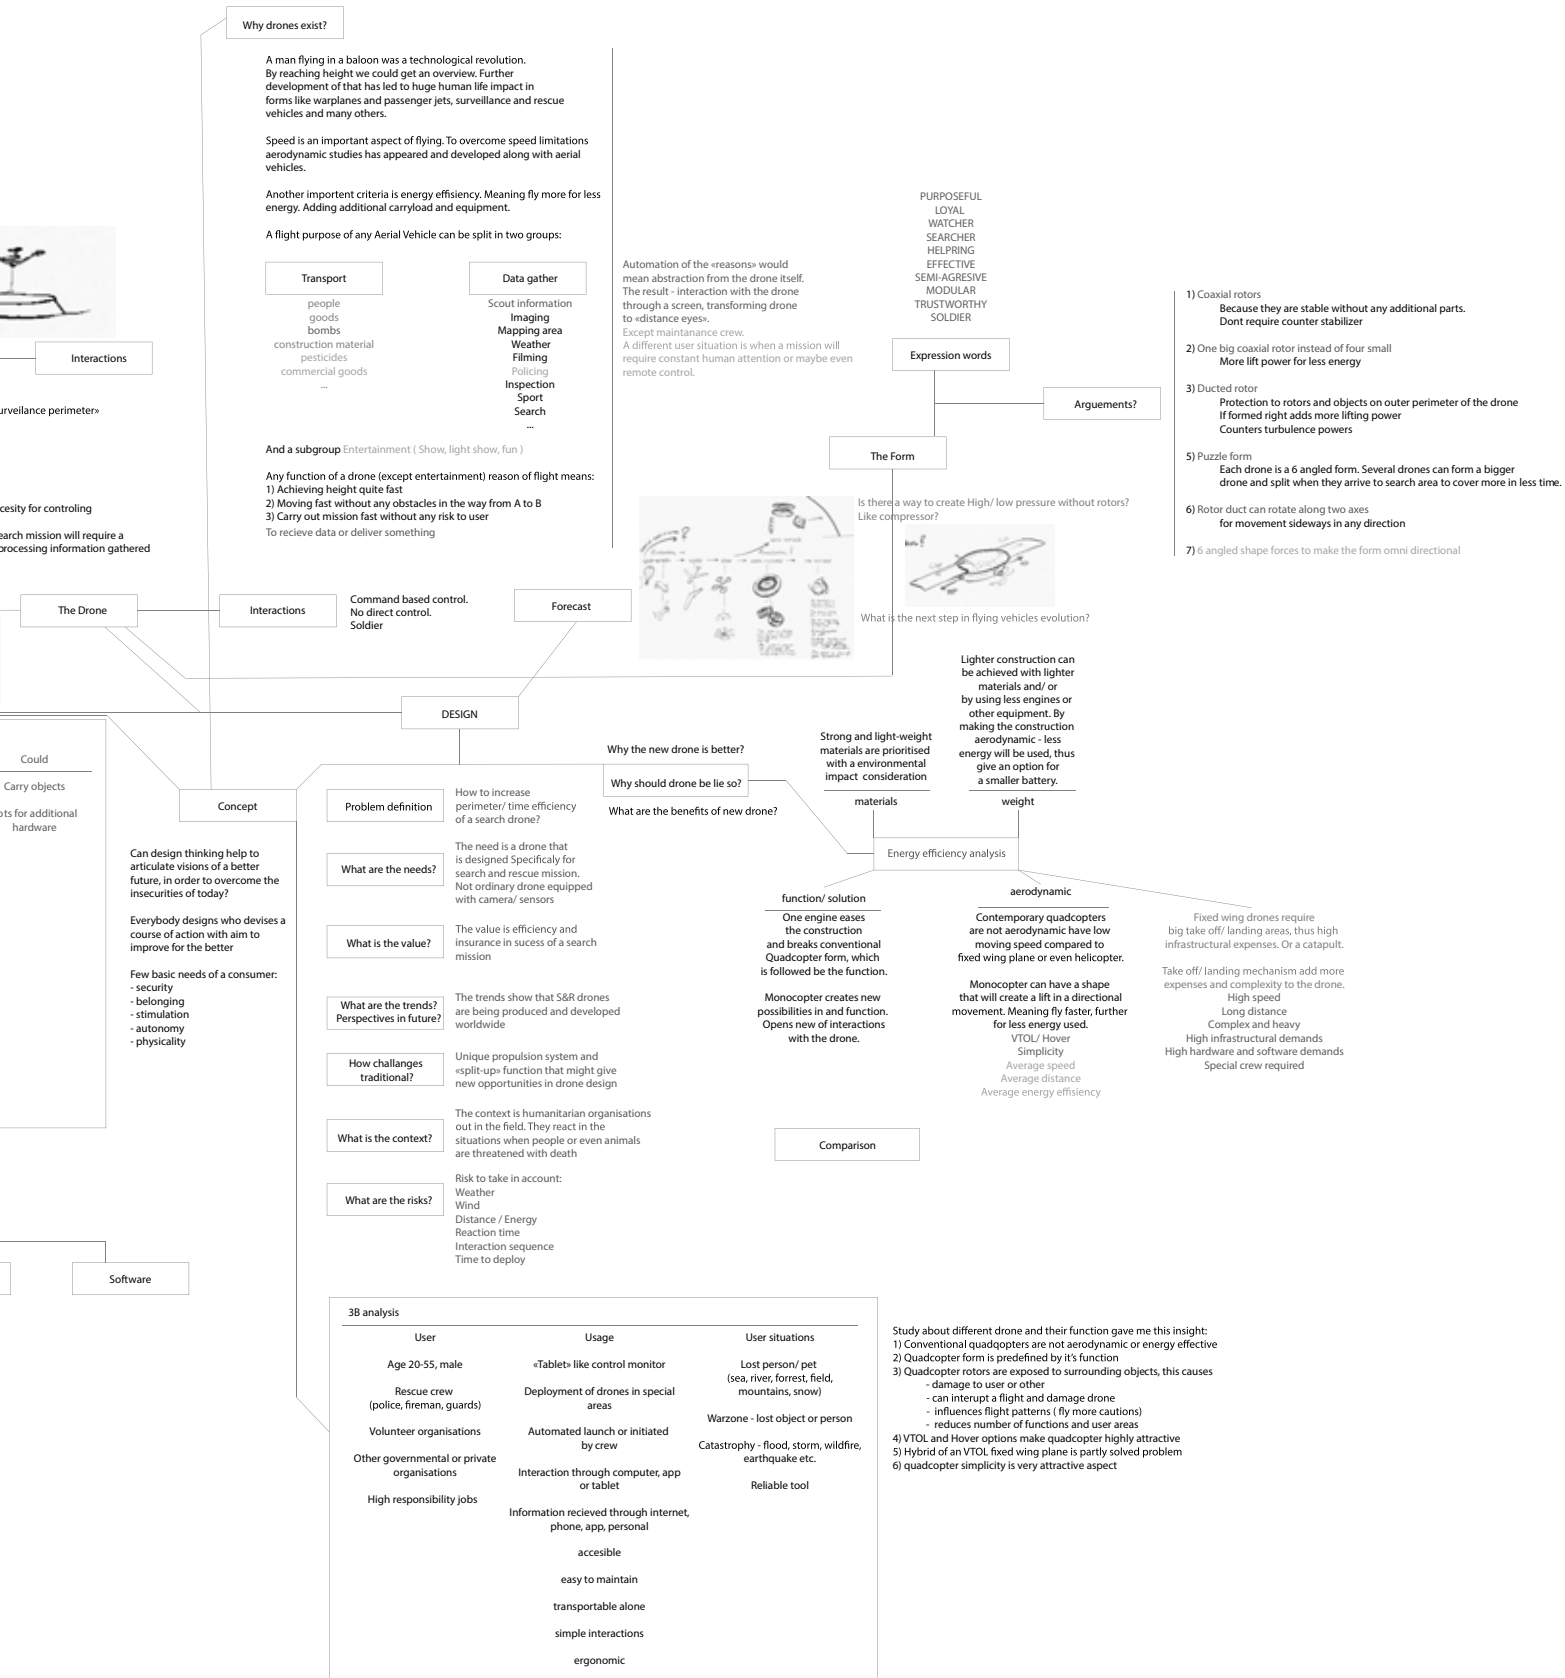 Why drones exist?
A man flying in a baloon was a technological revolution.
By reaching height we could get an overview. Further
development of that has led to huge human life impact in
forms like warplanes and passenger jets, surveillance and rescue
vehicles and many others.
Speed is an important aspect of flying. To overcome speed limitations
aerodynamic studies has appeared and developed along with aerial
vehicles.
Another importent criteria is energy effisiency. Meaning fly more for less
energy. Adding additional carryload and equipment.
A flight purpose of any Aerial Vehicle can be split in two groups:
Transport
people
goods
bombs
construction material
pesticides
commercial goods
...
Data gather
Scout information
Imaging
Mapping area
Weather
Filming
Policing
Inspection
Sport
Search
...
And a subgroup Entertainment ( Show, light show, fun )
Any function of a drone (except entertainment) reason of flight means:
1) Achieving height quite fast
2) Moving fast without any obstacles in the way from A to B
3) Carry out mission fast without any risk to user
To recieve data or deliver something
Automation of the «reasons» would
mean abstraction from the drone itself.
The result - interaction with the drone
through a screen, transforming drone
to «distance eyes».
Except maintanance crew.
A different user situation is when a mission will
require constant human attention or maybe even
remote control.
PURPOSEFUL
LOYAL
WATCHER
SEARCHER
HELPRING
EFFECTIVE
SEMI-AGRESIVE
MODULAR
TRUSTWORTHY
SOLDIER
Expression words
Arguements?
The Form
1) Coaxial rotors
Because they are stable without any additional parts.
Dont require counter stabilizer
2) One big coaxial rotor instead of four small
More lift power for less energy
3) Ducted rotor
Protection to rotors and objects on outer perimeter of the drone
If formed right adds more lifting power
Counters turbulence powers
5) Puzzle form
Each drone is a 6 angled form. Several drones can form a bigger
drone and split when they arrive to search area to cover more in less time.
6) Rotor duct can rotate along two axes
for movement sideways in any direction
7) 6 angled shape forces to make the form omni directional
Interactions
urveilance perimeter»
cesity for controling
earch mission will require a
processing information gathered
Is there a way to create High/ low pressure without rotors?
Like compressor?
What is the next step in flying vehicles evolution?
The Drone
Interactions
Command based control.
No direct control.
Soldier
Forecast
DESIGN
Could
Carry objects
ots for additional
hardware
Concept
Can design thinking help to
articulate visions of a better
future, in order to overcome the
insecurities of today?
Everybody designs who devises a
course of action with aim to
improve for the better
Few basic needs of a consumer:
- security
- belonging
- stimulation
- autonomy
- physicality
Problem definition
How to increase
perimeter/ time efficiency
of a search drone?
What are the needs?
The need is a drone that
is designed Specificaly for
search and rescue mission.
Not ordinary drone equipped
with camera/ sensors
What is the value?
The value is efficiency and
insurance in sucess of a search
mission
What are the trends?
Perspectives in future?
The trends show that S&R drones
are being produced and developed
worldwide
How challanges
traditional?
Unique propulsion system and
«split-up» function that might give
new opportunities in drone design
What is the context?
The context is humanitarian organisations
out in the field. They react in the
situations when people or even animals
are threatened with death
What are the risks?
Risk to take in account:
Weather
Wind
Distance / Energy
Reaction time
Interaction sequence
Time to deploy
Why the new drone is better?
Why should drone be lie so?
What are the benefits of new drone?
Strong and light-weight
materials are prioritised
with a environmental
impact consideration
materials
Lighter construction can
be achieved with lighter
materials and/ or
by using less engines or
other equipment. By
making the construction
aerodynamic - less
energy will be used, thus
give an option for
a smaller battery.
weight
Energy efficiency analysis
function/ solution
One engine eases
the construction
and breaks conventional
Quadcopter form, which
is followed be the function.
Monocopter creates new
possibilities in and function.
Opens new of interactions
with the drone.
aerodynamic
Contemporary quadcopters
are not aerodynamic have low
moving speed compared to
fixed wing plane or even helicopter.
Monocopter can have a shape
that will create a lift in a directional
movement. Meaning fly faster, further
for less energy used.
VTOL/ Hover
Simplicity
Average speed
Average distance
Average energy effisiency
Fixed wing drones require
big take off/ landing areas, thus high
infrastructural expenses. Or a catapult.
Take off/ landing mechanism add more
expenses and complexity to the drone.
High speed
Long distance
Complex and heavy
High infrastructural demands
High hardware and software demands
Special crew required
Comparison
Software
3B analysis
User
Age 20-55, male
Rescue crew
(police, fireman, guards)
Volunteer organisations
Other governmental or private
organisations
High responsibility jobs
Usage
«Tablet» like control monitor
Deployment of drones in special
areas
Automated launch or initiated
by crew
Interaction through computer, app
or tablet
Information recieved through internet,
phone, app, personal
accesible
easy to maintain
transportable alone
simple interactions
ergonomic
User situations
Lost person/ pet
(sea, river, forrest, field,
mountains, snow)
Warzone - lost object or person
Catastrophy - flood, storm, wildfire,
earthquake etc.
Reliable tool
Study about different drone and their function gave me this insight:
1) Conventional quadqopters are not aerodynamic or energy effective
2) Quadcopter form is predefined by it's function
3) Quadcopter rotors are exposed to surrounding objects, this causes
- damage to user or other
- can interupt a flight and damage drone
- influences flight patterns ( fly more cautions)
- reduces number of functions and user areas
4) VTOL and Hover options make quadcopter highly attractive
5) Hybrid of an VTOL fixed wing plane is partly solved problem
6) quadcopter simplicity is very attractive aspect